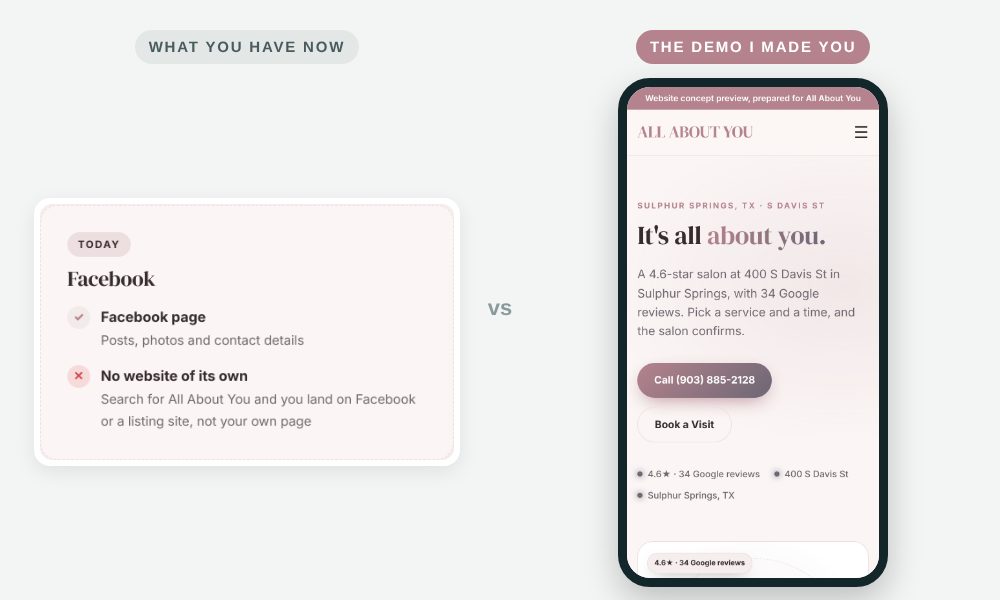 WHAT YOU HAVE NOW
TODAY
Facebook
Facebook page
Posts, photos and contact details
No website of its own
Search for All About You and you land on Facebook
or a listing site, not your own page
vs
THE DEMO I MADE YOU
Website concept preview, prepared for All About You
ALL ABOUT YOU
SULPHUR SPRINGS, TX · S DAVIS ST
It's all about you.
A 4.6-star salon at 400 S Davis St in
Sulphur Springs, with 34 Google
reviews. Pick a service and a time, and
the salon confirms.
Call (903) 885-2128
Book a Visit
4.6★ · 34 Google reviews
400 S Davis St
Sulphur Springs, TX
4.6★ · 34 Google reviews